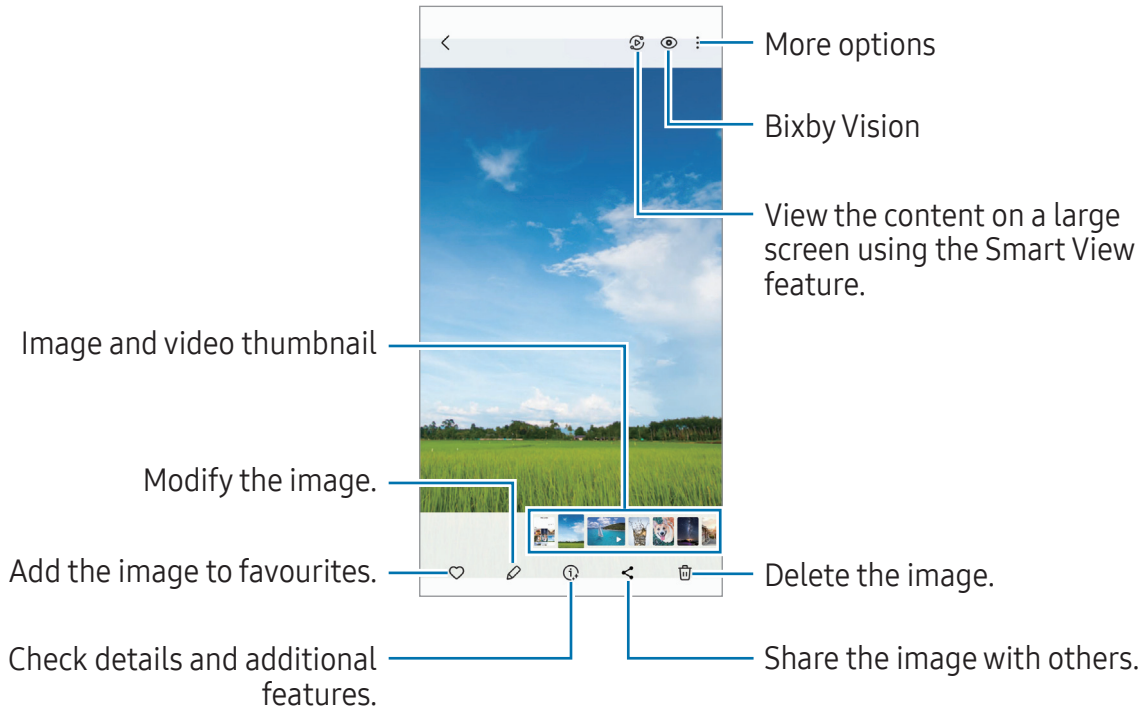 More options
Bixby Vision
View the content on a large
screen using the Smart View
feature.
Image and video thumbnail
Modify the image.
Add the image to favourites.
Delete the image.
Check details and additional
features.
Share the image with others.